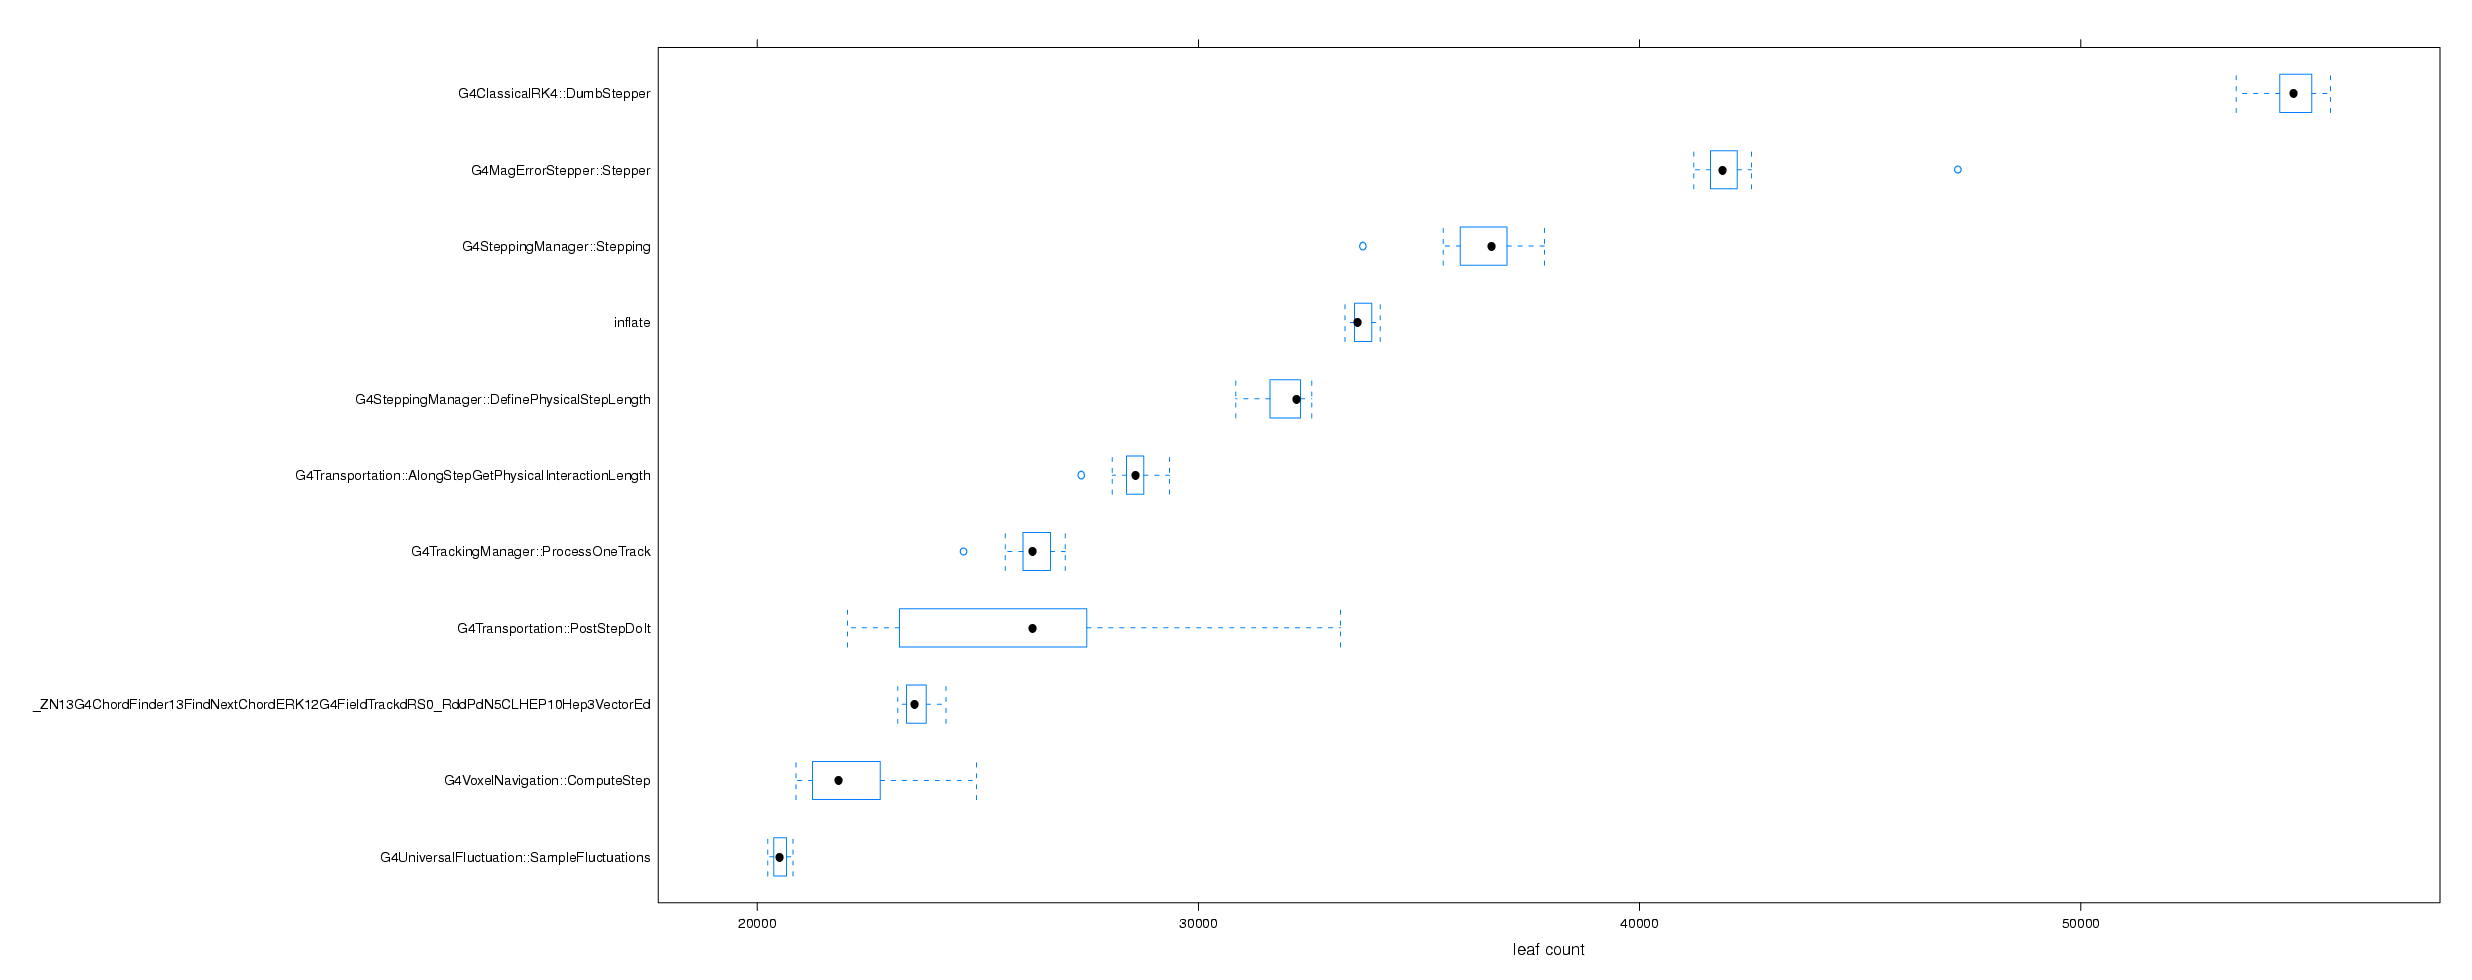 G4ClassicalRK4::DumbStepper
G4MagErrorStepper::Stepper
G4SteppingManager::Stepping
inflate
G4SteppingManager::DefinePhysicalStepLength
G4Transportation::AlongStepGetPhysicalInteractionLength
G4TrackingManager::ProcessOneTrack
G4Transportation::PostStepDoIt
_ZN13G4ChordFinder13FindNextChordERK12G4FieldTrackdRS0_RddPdN5CLHEP10Hep3VectorEd
G4VoxelNavigation::ComputeStep
G4UniversalFluctuation::SampleFluctuations
20000 30000 40000 50000
leaf count